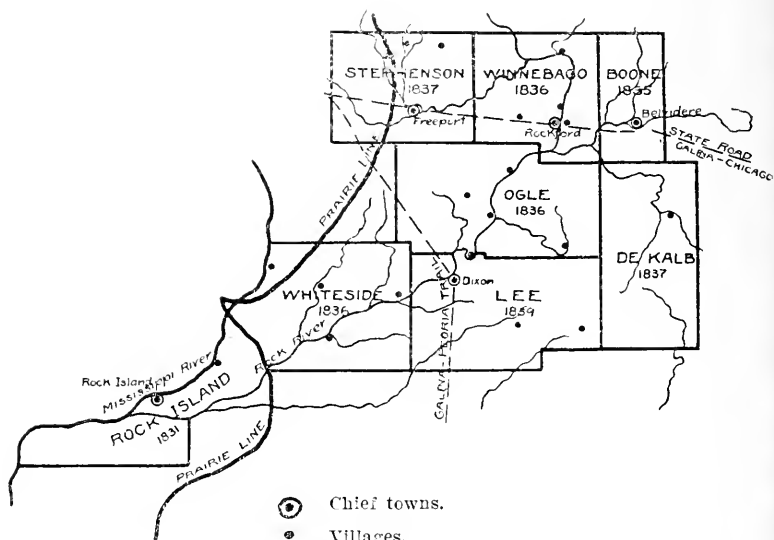 STEPHENSON
1837
WINNEBAGO
1836
BOONE
1835
Freeport
Rockford
Belvidere
STATE ROAD
GALENA-CHICAGO
PRAIRIE LINE
OGLE
1836
DE KALB
1837
WHITESIDE
1836
Dixon
LEE
1839
GALENA-PEORIA TRAIL
ROCK RIVER
Rock Island
MISSISSIPPI River
ROCK ISLAND
1831
PRAIRIE LINE
Chief towns.
Villages.